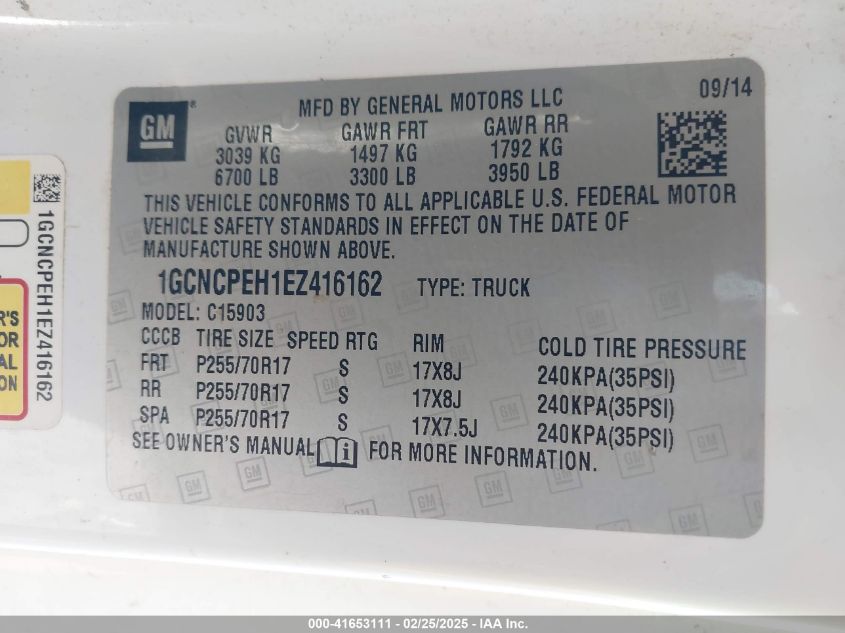 GM ®
MFD BY GENERAL MOTORS LLC
09/14
GVWR GAWR FRT GAWR RR
3039 KG 1497 KG 1792 KG
6700 LB 3300 LB 3950 LB
THIS VEHICLE CONFORMS TO ALL APPLICABLE U.S. FEDERAL MOTOR
VEHICLE SAFETY STANDARDS IN EFFECT ON THE DATE OF
MANUFACTURE SHOWN ABOVE.
1GCNCPEH1EZ416162 TYPE: TRUCK
MODEL: C15903
CCCB TIRE SIZE SPEED RTG RIM COLD TIRE PRESSURE
FRT P255/70R17 S 17X8J 240KPA(35PSI)
RR P255/70R17 S 17X8J 240KPA(35PSI)
SPA P255/70R17 S 17X7.5J 240KPA(35PSI)
SEE OWNER'S MANUAL i FOR MORE INFORMATION.
1GCNCPEH1EZ416162
R'S
OR
AL
ON
000-41653111 - 02/25/2025 - IAA Inc.